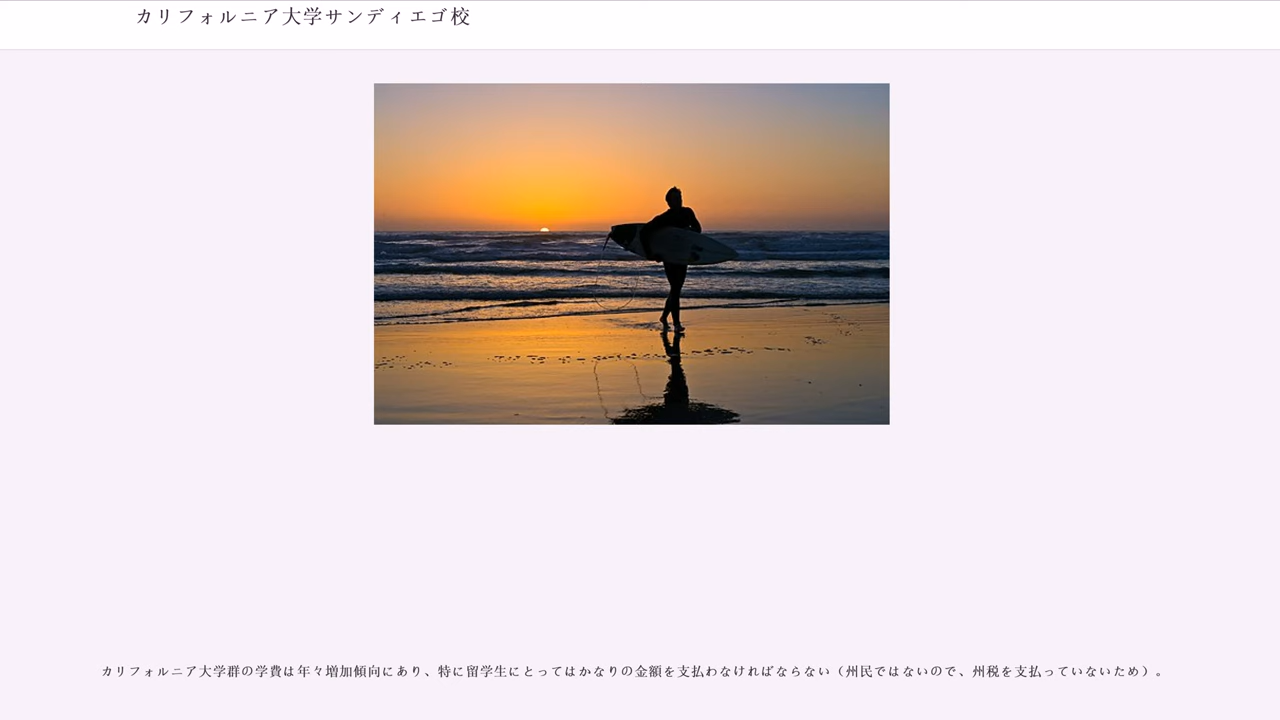 カリフォルニア大学サンディエゴ校
カリフォルニア大学群の学費は年々増加傾向にあり、特に留学生にとってはかなりの金額を支払わなければならない（州民ではないので、州税を支払っていないため）。